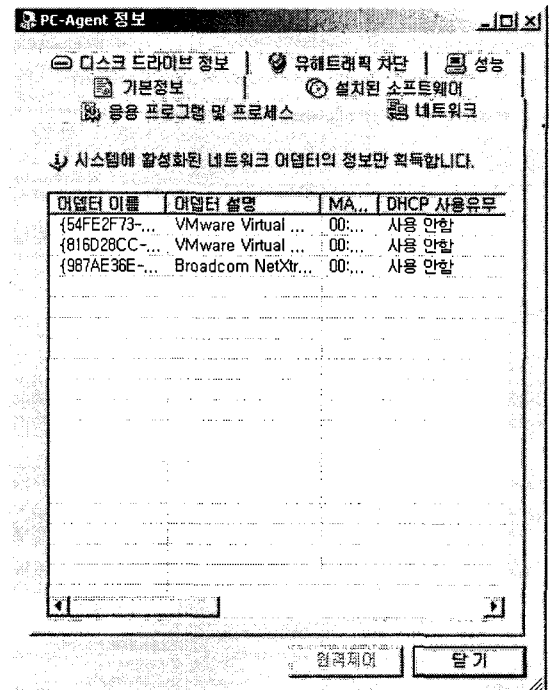 PC-Agent 정보
디스크 드라이브 정보 유해트래픽 차단 성능
기본정보 설치된 소프트웨어
응용 프로그램 및 프로세스 네트워크
시스템에 활성화된 네트워크 어댑터의 정보만 획득합니다.
어댑터 이름 어댑터 설명 MA... DHCP 사용유무
{54FE2F73-... VMware Virtual ... 00:... 사용 안함
{816D28CC-... VMware Virtual ... 00:... 사용 안함
{987AE36E-... Broadcom NetXtr... 00:... 사용 안함
원격제어 닫기